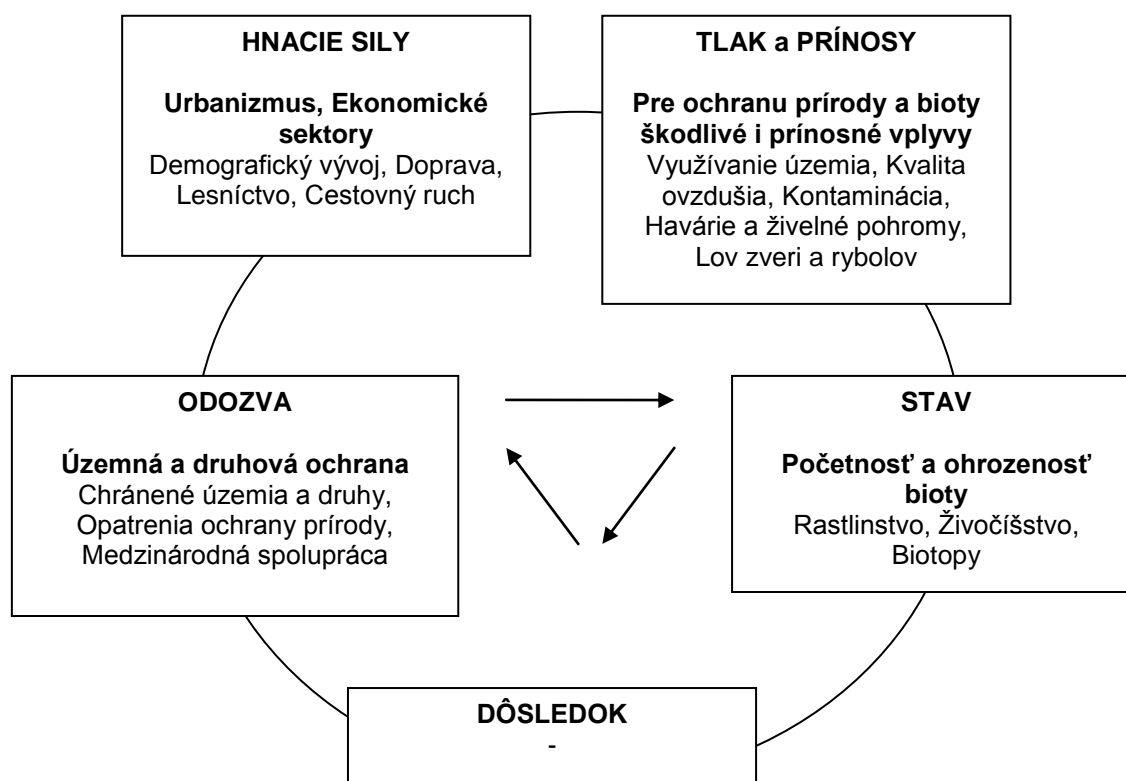 HNACIE SILY
Urbanizmus, Ekonomické
sektory
Demografický vývoj, Doprava,
Lesníctvo, Cestovný ruch
TLAK a PRÍNOSY
Pre ochranu prírody a bioty
škodlivé i prínosné vplyvy
Využívanie územia, Kvalita
ovzdušia, Kontaminácia,
Havárie a živelné pohromy,
Lov zveri a rybolov
ODOZVA
Územná a druhová ochrana
Chránené územia a druhy,
Opatrenia ochrany prírody,
Medzinárodná spolupráca
STAV
Početnosť a ohrozenosť
bioty
Rastlinstvo, Živočíšstvo,
Biotopy
DÔSLEDOK
-